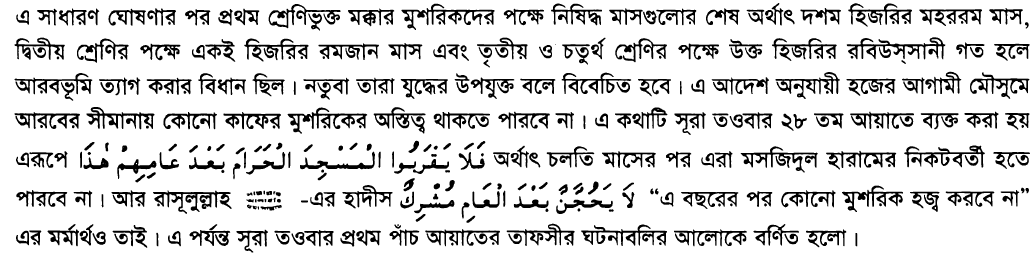 এ সাধারণ ঘোষণার পর প্রথম শ্রেণিভুক্ত মক্কার মুশরিকদের পক্ষে নিষিদ্ধ মাসগুলোর শেষ অর্থাৎ দশম হিজরির মহররম মাস,
দ্বিতীয় শ্রেণির পক্ষে একই হিজরির রমজান মাস এবং তৃতীয় ও চতুর্থ শ্রেণির পক্ষে উক্ত হিজরির রবিউস্সানী গত হলে
আরবভূমি ত্যাগ করার বিধান ছিল। নতুবা তারা যুদ্ধের উপযুক্ত বলে বিবেচিত হবে। এ আদেশ অনুযায়ী হজের আগামী মৌসুমে
আরবের সীমানায় কোনো কাফের মুশরিকের অস্তিত্ব থাকতে পারবে না। এ কথাটি সূরা তওবার ২৮ তম আয়াতে ব্যক্ত করা হয়
এরূপে فَلَا يَقْرَبُوا الْمَسْجِدَ الْحَرَامَ بَعْدَ عَامِهِمْ هٰذَا অর্থাৎ চলতি মাসের পর এরা মসজিদুল হারামের নিকটবর্তী হতে
পারবে না। আর রাসূলুল্লাহ -এর হাদীস لَا يَحُجَّنَّ بَعْدَ الْعَامِ مُشْرِكٌ “এ বছরের পর কোনো মুশরিক হজ্ব করবে না”
এর মর্মার্থও তাই। এ পর্যন্ত সূরা তওবার প্রথম পাঁচ আয়াতের তাফসীর ঘটনাবলির আলোকে বর্ণিত হলো।